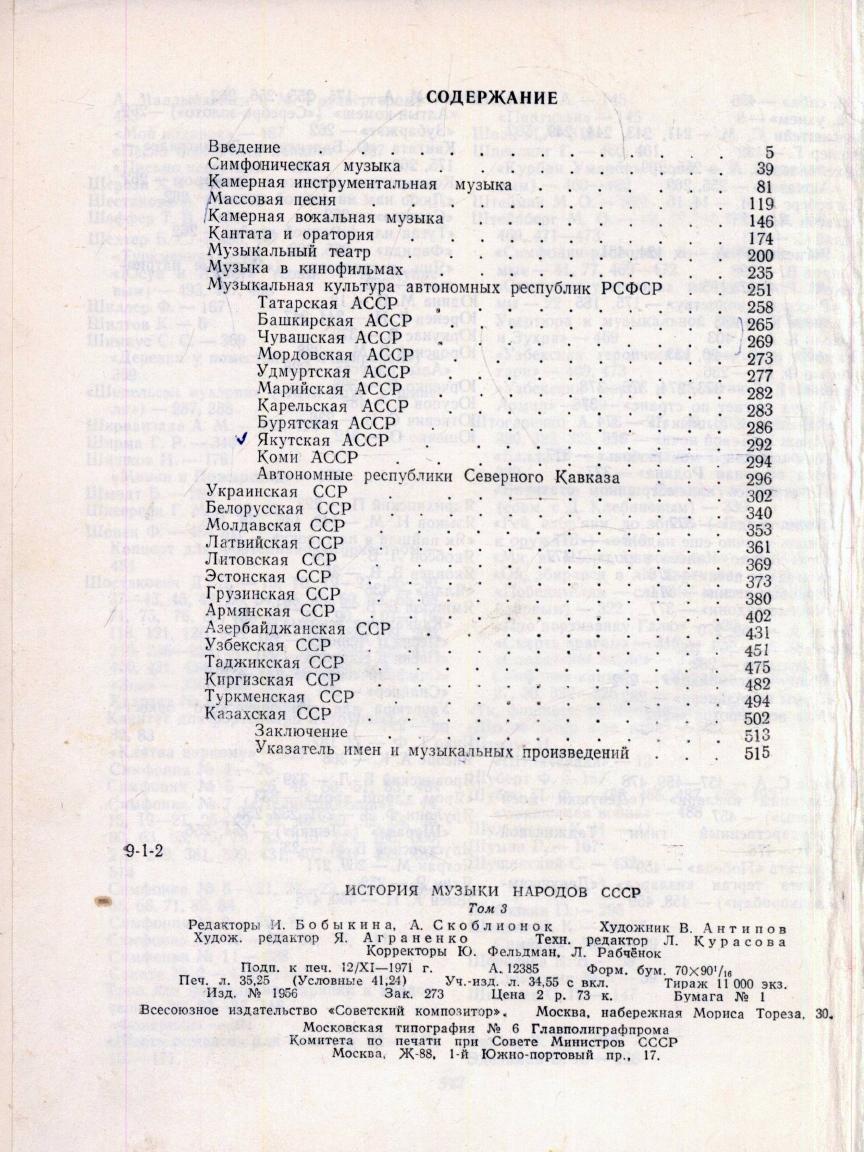 СОДЕРЖАНИЕ
Введение . . . . . . . . . . 5
Симфоническая музыка . . . . . . . 39
Камерная инструментальная музыка . . . . . 81
Массовая песня . . . . . . . . . 119
Камерная вокальная музыка . . . . . . . 146
Кантата и оратория . . . . . . . . 174
Музыкальный театр . . . . . . . . 200
Музыка в кинофильмах . . . . . . . 235
Музыкальная культура автономных республик РСФСР . . 251
Татарская АССР . . . . . . . 258
Башкирская АССР . . . . . . . 265
Чувашская АССР . . . . . . . 269
Мордовская АССР . . . . . . . 273
Удмуртская АССР . . . . . . . 277
Марийская АССР . . . . . . . 282
Карельская АССР . . . . . . . 283
Бурятская АССР . . . . . . . 286
Якутская АССР . . . . . . . 292
Коми АССР . . . . . . . . 294
Автономные республики Северного Кавказа . . . 296
Украинская ССР . . . . . . . . 302
Белорусская ССР . . . . . . . . 340
Молдавская ССР . . . . . . . . 353
Латвийская ССР . . . . . . . . 361
Литовская ССР . . . . . . . . 369
Эстонская ССР . . . . . . . . 373
Грузинская ССР . . . . . . . . 380
Армянская ССР . . . . . . . . 402
Азербайджанская ССР . . . . . . . 431
Узбекская ССР . . . . . . . . 451
Таджикская ССР . . . . . . . . 475
Киргизская ССР . . . . . . . . 482
Туркменская ССР . . . . . . . . 494
Казахская ССР . . . . . . . . 502
Заключение . . . . . . . . 513
Указатель имен и музыкальных произведений . . . 515
9-1-2
ИСТОРИЯ МУЗЫКИ НАРОДОВ СССР
Том 3
Редакторы И. Бобыкина, А. Скоблионок Художник В. Антипов
Худож. редактор Я. Аграненко Техн. редактор Л. Курасова
Корректоры Ю. Фельдман, Л. Рабчёнок
Подп. к печ. 12/XI—1971 г. А. 12385 Форм. бум. 70×90¹/₁₆
Печ. л. 35,25 (Условные 41,24) Уч.-изд. л. 34,55 с вкл. Тираж 11 000 экз.
Изд. № 1956 Зак. 273 Цена 2 р. 73 к. Бумага № 1
Всесоюзное издательство «Советский композитор», Москва, набережная Мориса Тореза, 30.
Московская типография № 6 Главполиграфпрома
Комитета по печати при Совете Министров СССР
Москва, Ж-88, 1-й Южно-портовый пр., 17.